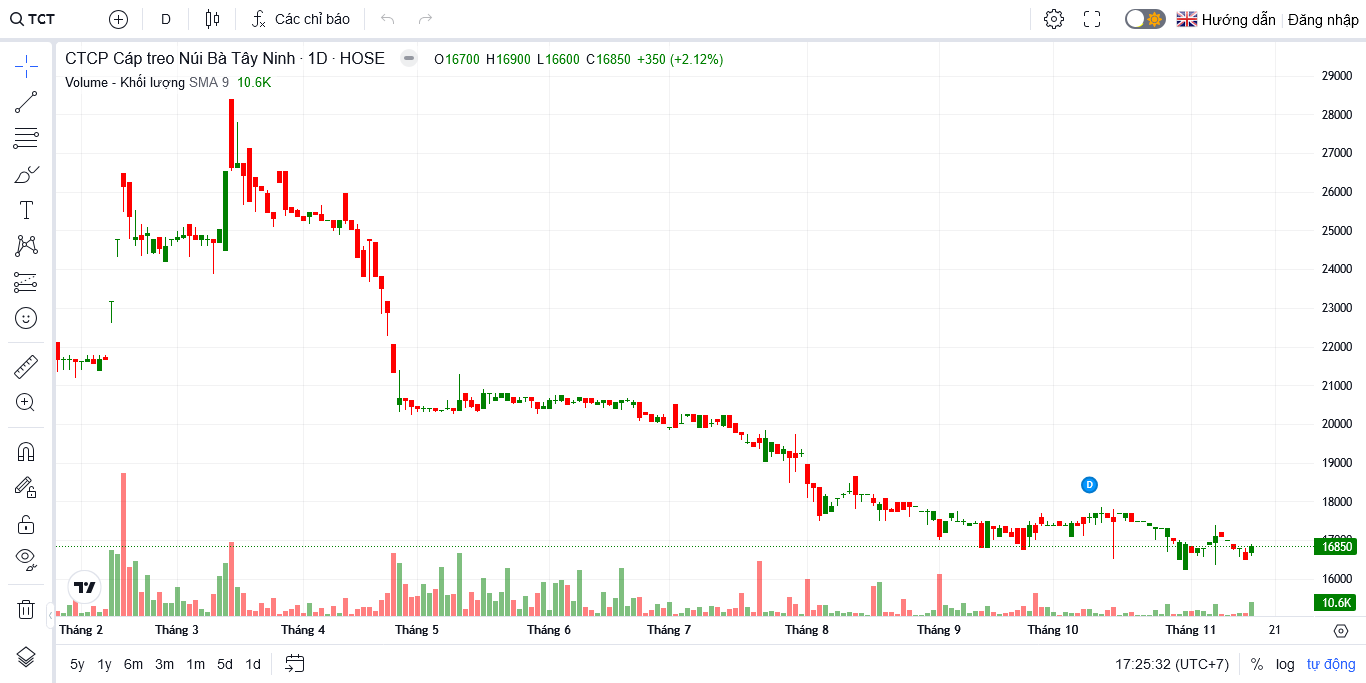 TCT D Các chỉ báo Hướng dẫn Đăng nhập
CTCP Cáp treo Núi Bà Tây Ninh · 1D · HOSE O16700 H16900 L16600 C16850 +350 (+2.12%)
Volume - Khối lượng SMA 9 10.6K
29000
28000
27000
26000
25000
24000
23000
22000
21000
20000
19000
18000
17000
16850
16000
10.6K
D
Tháng 2 Tháng 3 Tháng 4 Tháng 5 Tháng 6 Tháng 7 Tháng 8 Tháng 9 Tháng 10 Tháng 11 21
5y 1y 6m 3m 1m 5d 1d 17:25:32 (UTC+7) % log tự động